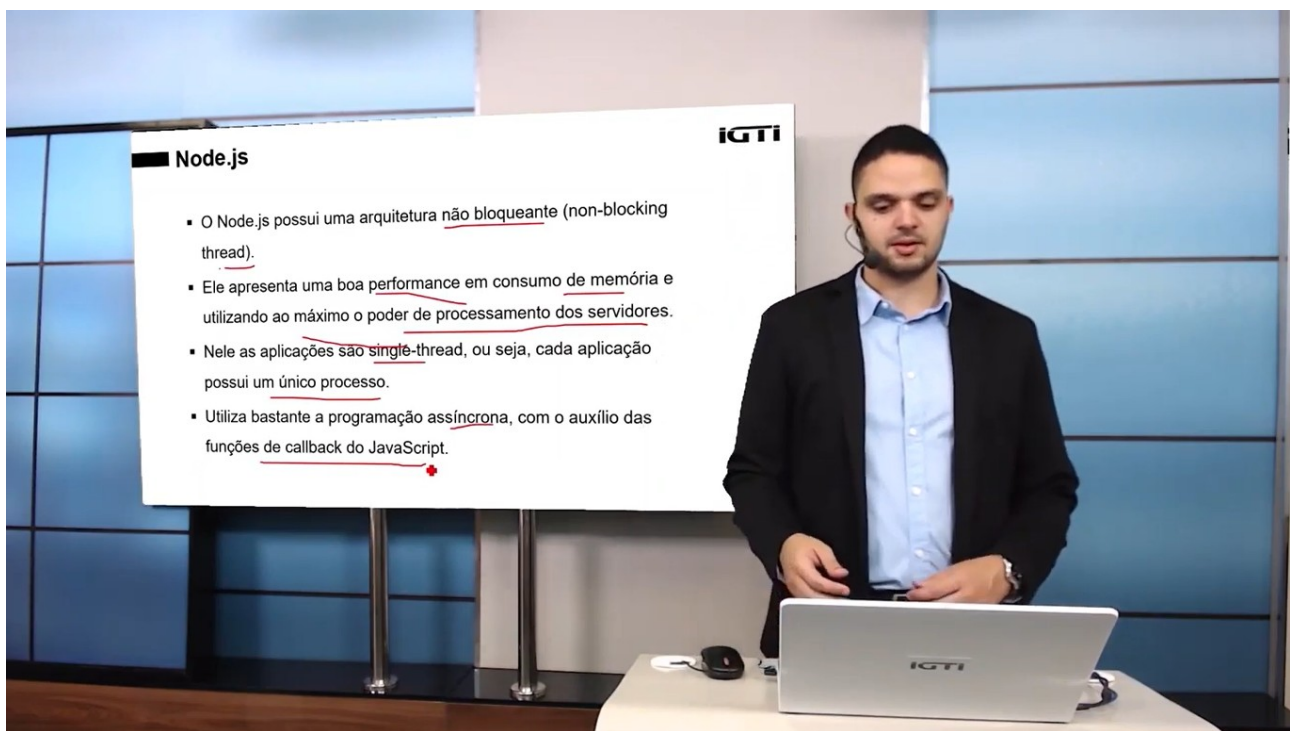 iGTi
Node.js
▪ O Node.js possui uma arquitetura não bloqueante (non-blocking
thread).
▪ Ele apresenta uma boa performance em consumo de memória e
utilizando ao máximo o poder de processamento dos servidores.
▪ Nele as aplicações são single-thread, ou seja, cada aplicação
possui um único processo.
▪ Utiliza bastante a programação assíncrona, com o auxílio das
funções de callback do JavaScript.
iGTi